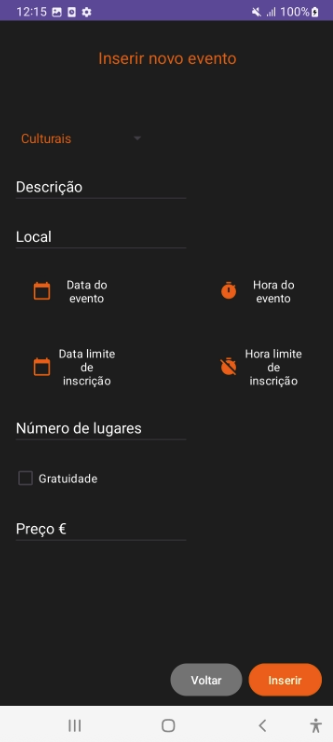 12:15 100%
Inserir novo evento
Culturais
Descrição
Local
Data do
evento
Hora do
evento
Data limite
de
inscrição
Hora limite
de
inscrição
Número de lugares
Gratuidade
Preço €
Voltar Inserir